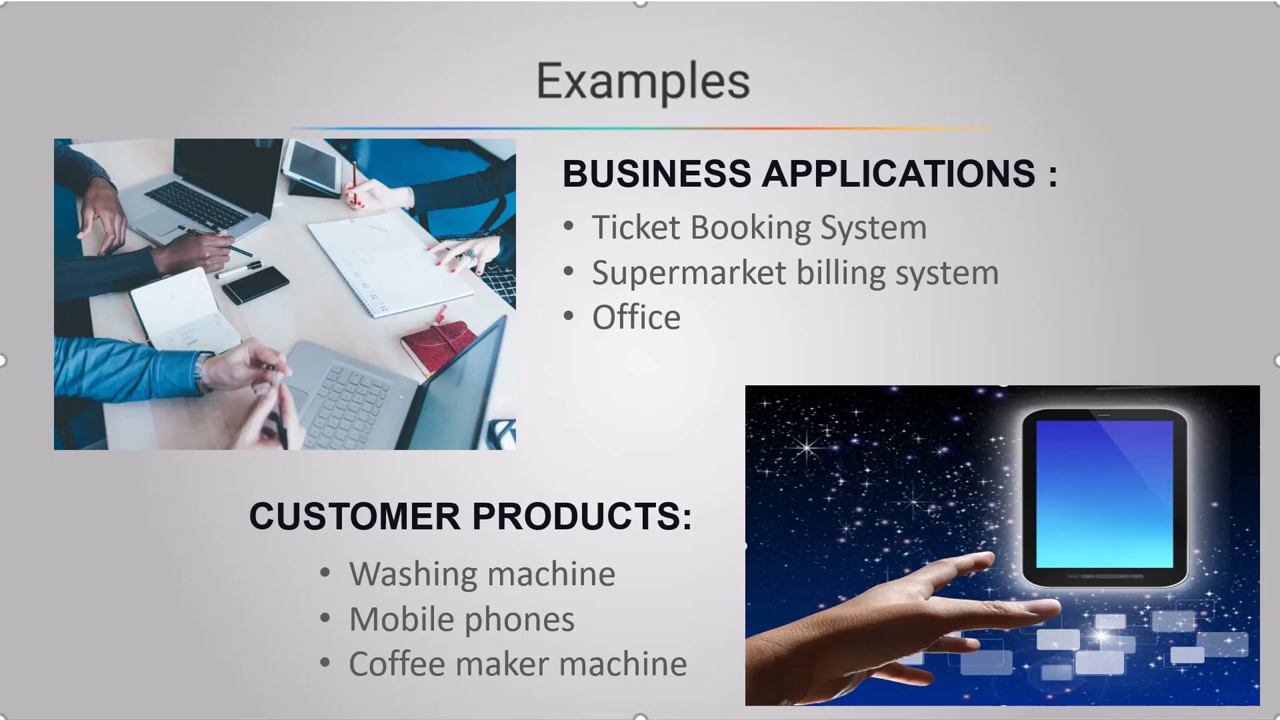 Examples
BUSINESS APPLICATIONS :
• Ticket Booking System
• Supermarket billing system
• Office
CUSTOMER PRODUCTS:
• Washing machine
• Mobile phones
• Coffee maker machine